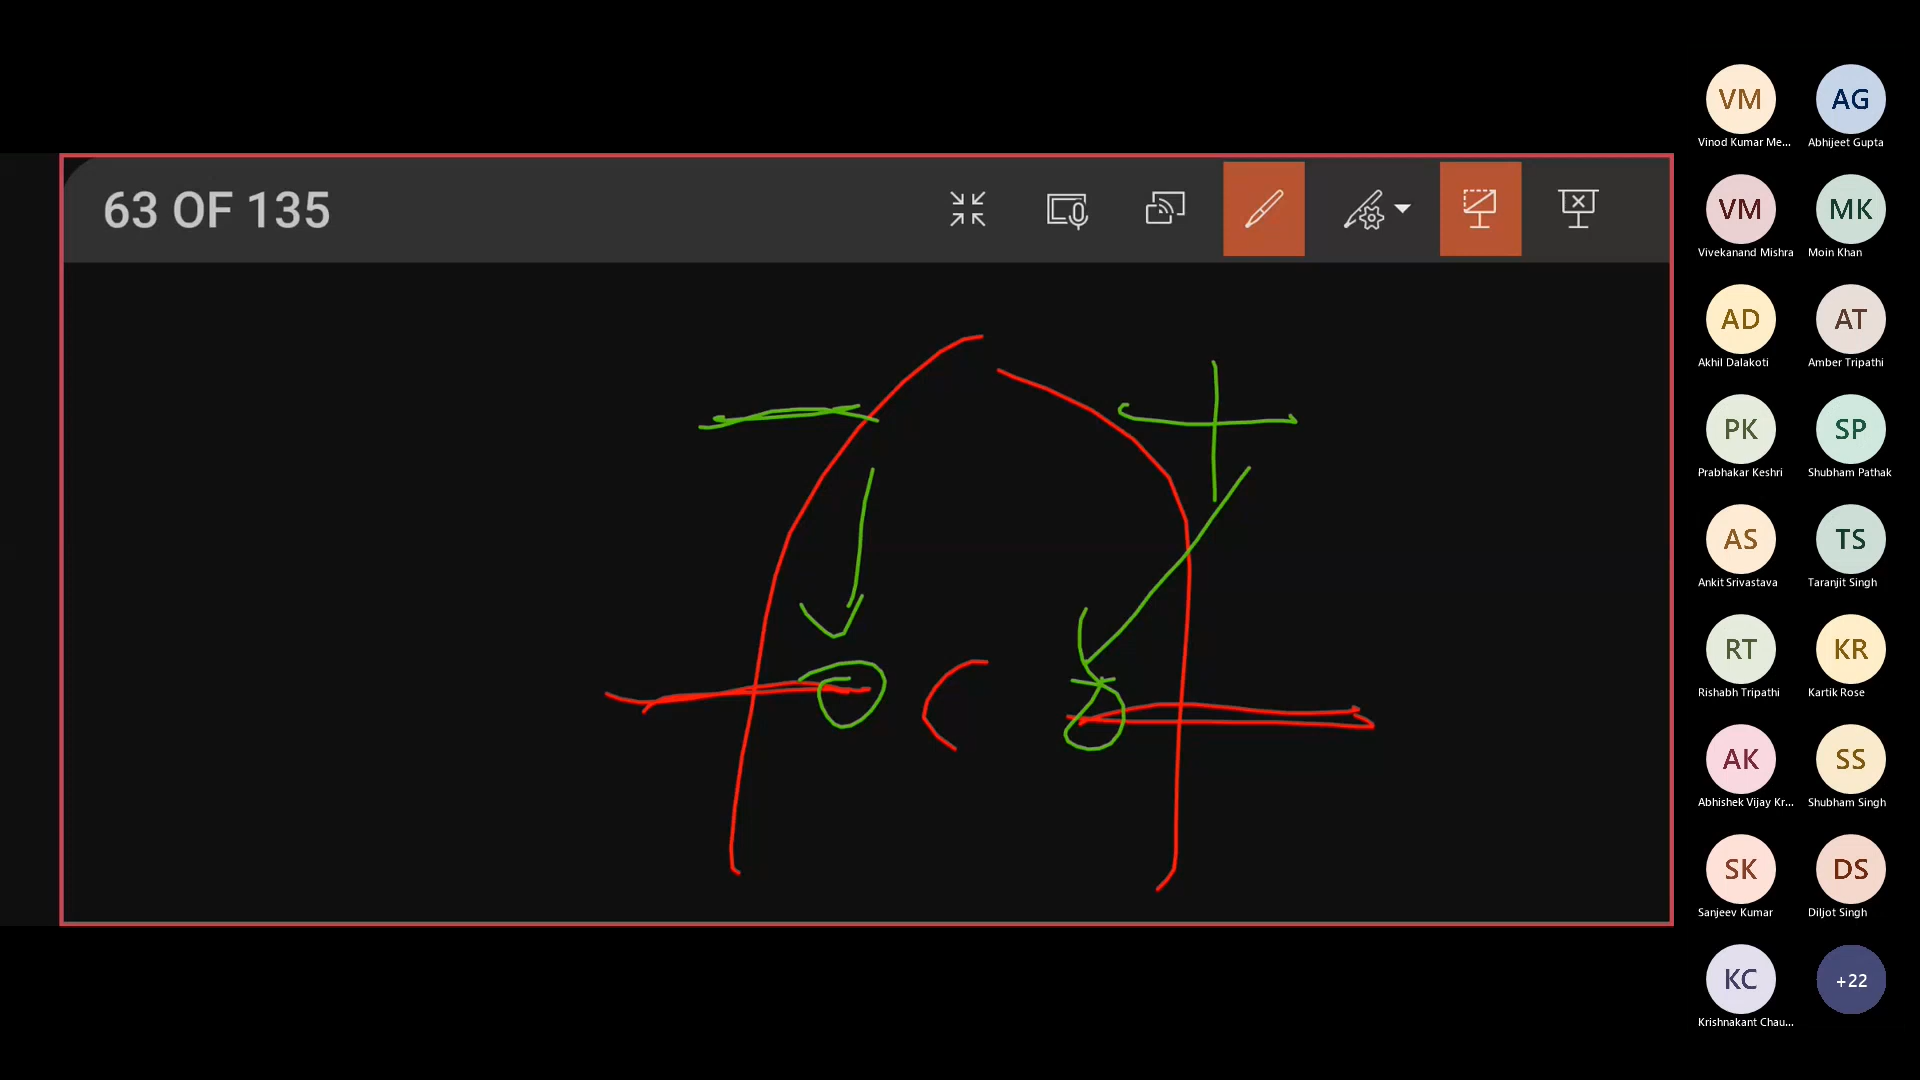 63 OF 135
VM AG
Vinod Kumar Me... Abhijeet Gupta
VM MK
Vivekanand Mishra Moin Khan
AD AT
Akhil Dalakoti Amber Tripathi
PK SP
Prabhakar Keshri Shubham Pathak
AS TS
Ankit Srivastava Taranjit Singh
RT KR
Rishabh Tripathi Kartik Rose
AK SS
Abhishek Vijay Kr... Shubham Singh
SK DS
Sanjeev Kumar Diljot Singh
KC +22
Krishnakant Chau...